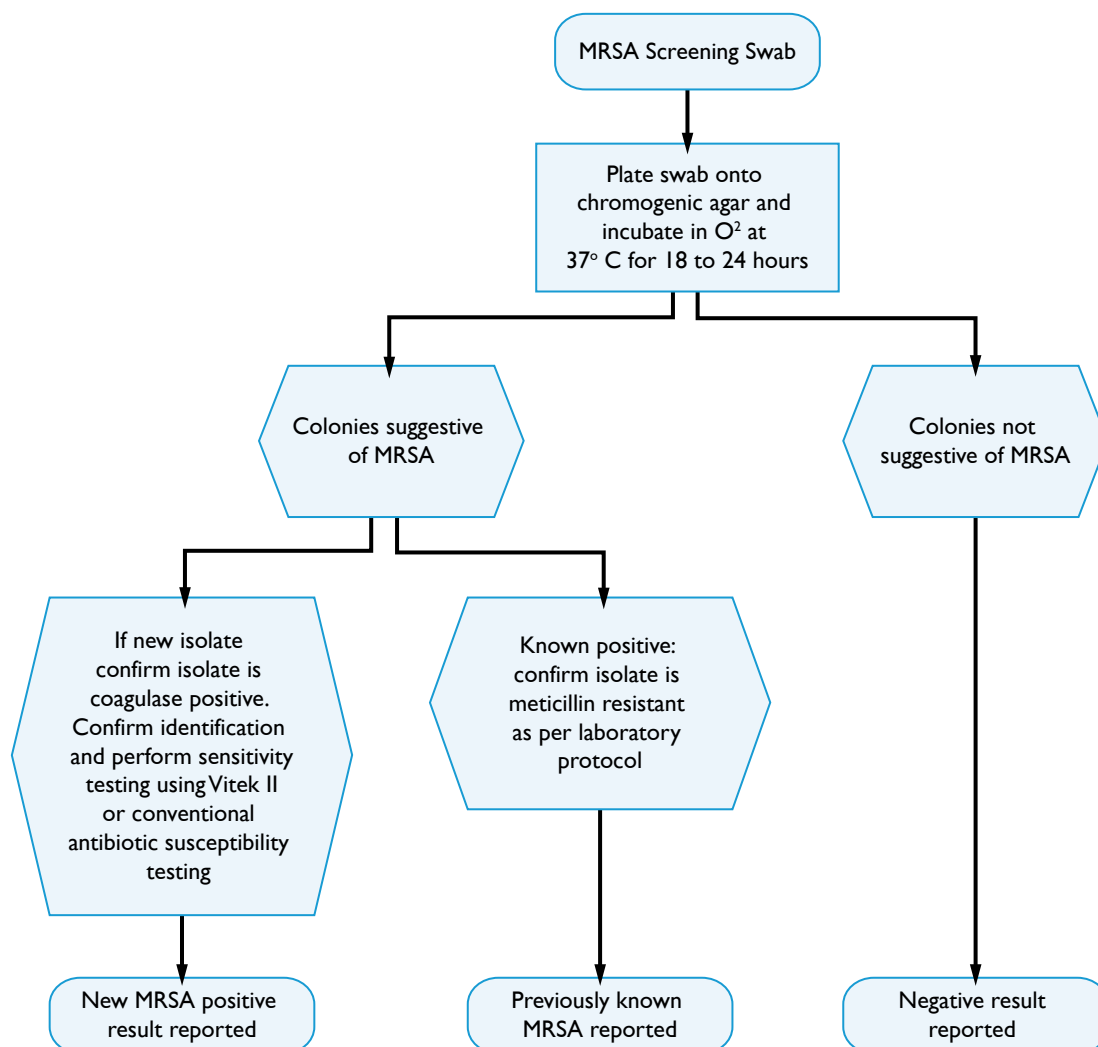 MRSA Screening Swab
Plate swab onto
chromogenic agar and
incubate in O² at
37° C for 18 to 24 hours
Colonies suggestive
of MRSA
Colonies not
suggestive of MRSA
If new isolate
confirm isolate is
coagulase positive.
Confirm identification
and perform sensitivity
testing using Vitek II
or conventional
antibiotic susceptibility
testing
Known positive:
confirm isolate is
meticillin resistant
as per laboratory
protocol
New MRSA positive
result reported
Previously known
MRSA reported
Negative result
reported